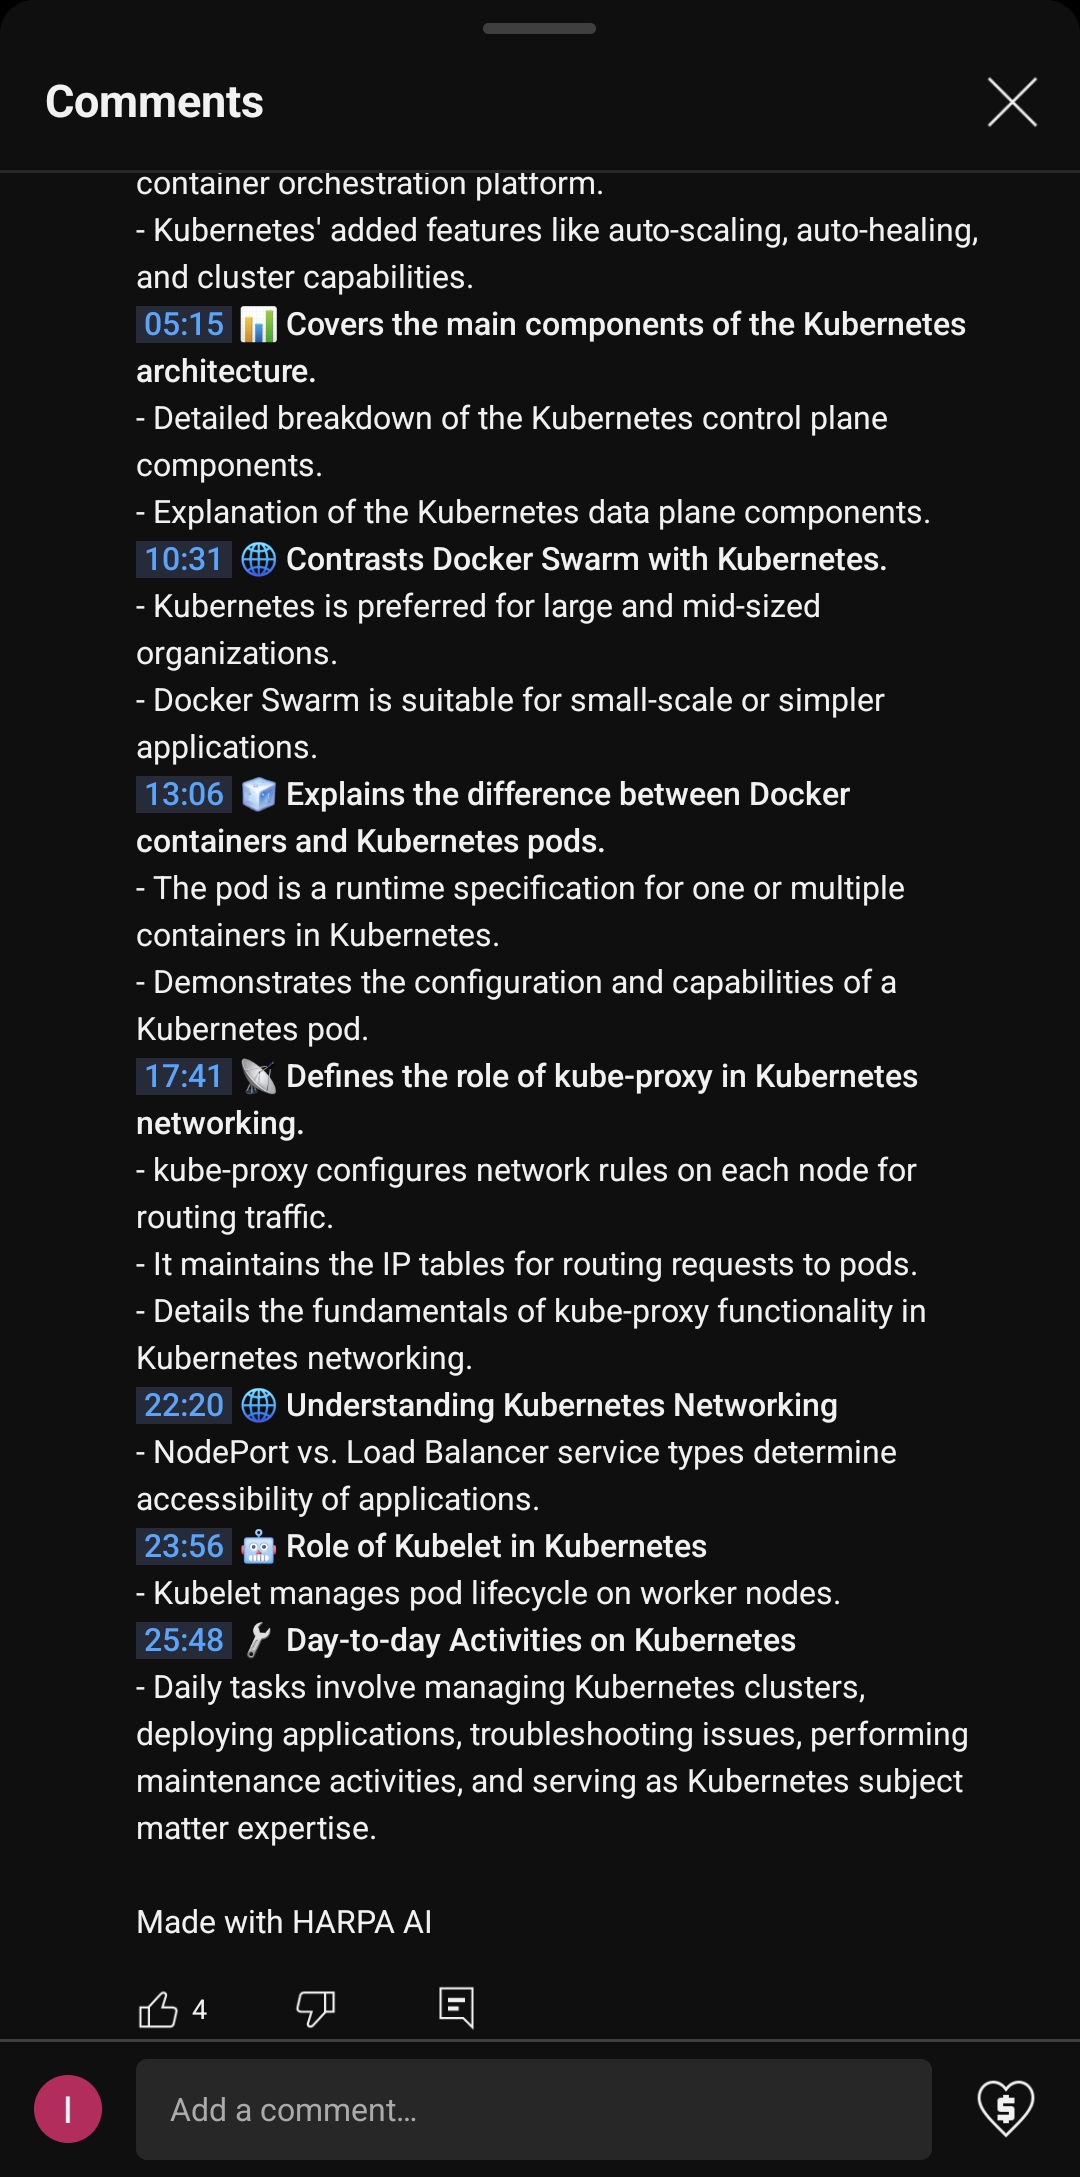 Comments
container orchestration platform.
- Kubernetes' added features like auto-scaling, auto-healing,
and cluster capabilities.
05:15 📊 Covers the main components of the Kubernetes
architecture.
- Detailed breakdown of the Kubernetes control plane
components.
- Explanation of the Kubernetes data plane components.
10:31 🌐 Contrasts Docker Swarm with Kubernetes.
- Kubernetes is preferred for large and mid-sized
organizations.
- Docker Swarm is suitable for small-scale or simpler
applications.
13:06 🧊 Explains the difference between Docker
containers and Kubernetes pods.
- The pod is a runtime specification for one or multiple
containers in Kubernetes.
- Demonstrates the configuration and capabilities of a
Kubernetes pod.
17:41 📡 Defines the role of kube-proxy in Kubernetes
networking.
- kube-proxy configures network rules on each node for
routing traffic.
- It maintains the IP tables for routing requests to pods.
- Details the fundamentals of kube-proxy functionality in
Kubernetes networking.
22:20 🌐 Understanding Kubernetes Networking
- NodePort vs. Load Balancer service types determine
accessibility of applications.
23:56 🤖 Role of Kubelet in Kubernetes
- Kubelet manages pod lifecycle on worker nodes.
25:48 🔧 Day-to-day Activities on Kubernetes
- Daily tasks involve managing Kubernetes clusters,
deploying applications, troubleshooting issues, performing
maintenance activities, and serving as Kubernetes subject
matter expertise.
Made with HARPA AI
4
I
Add a comment...
$